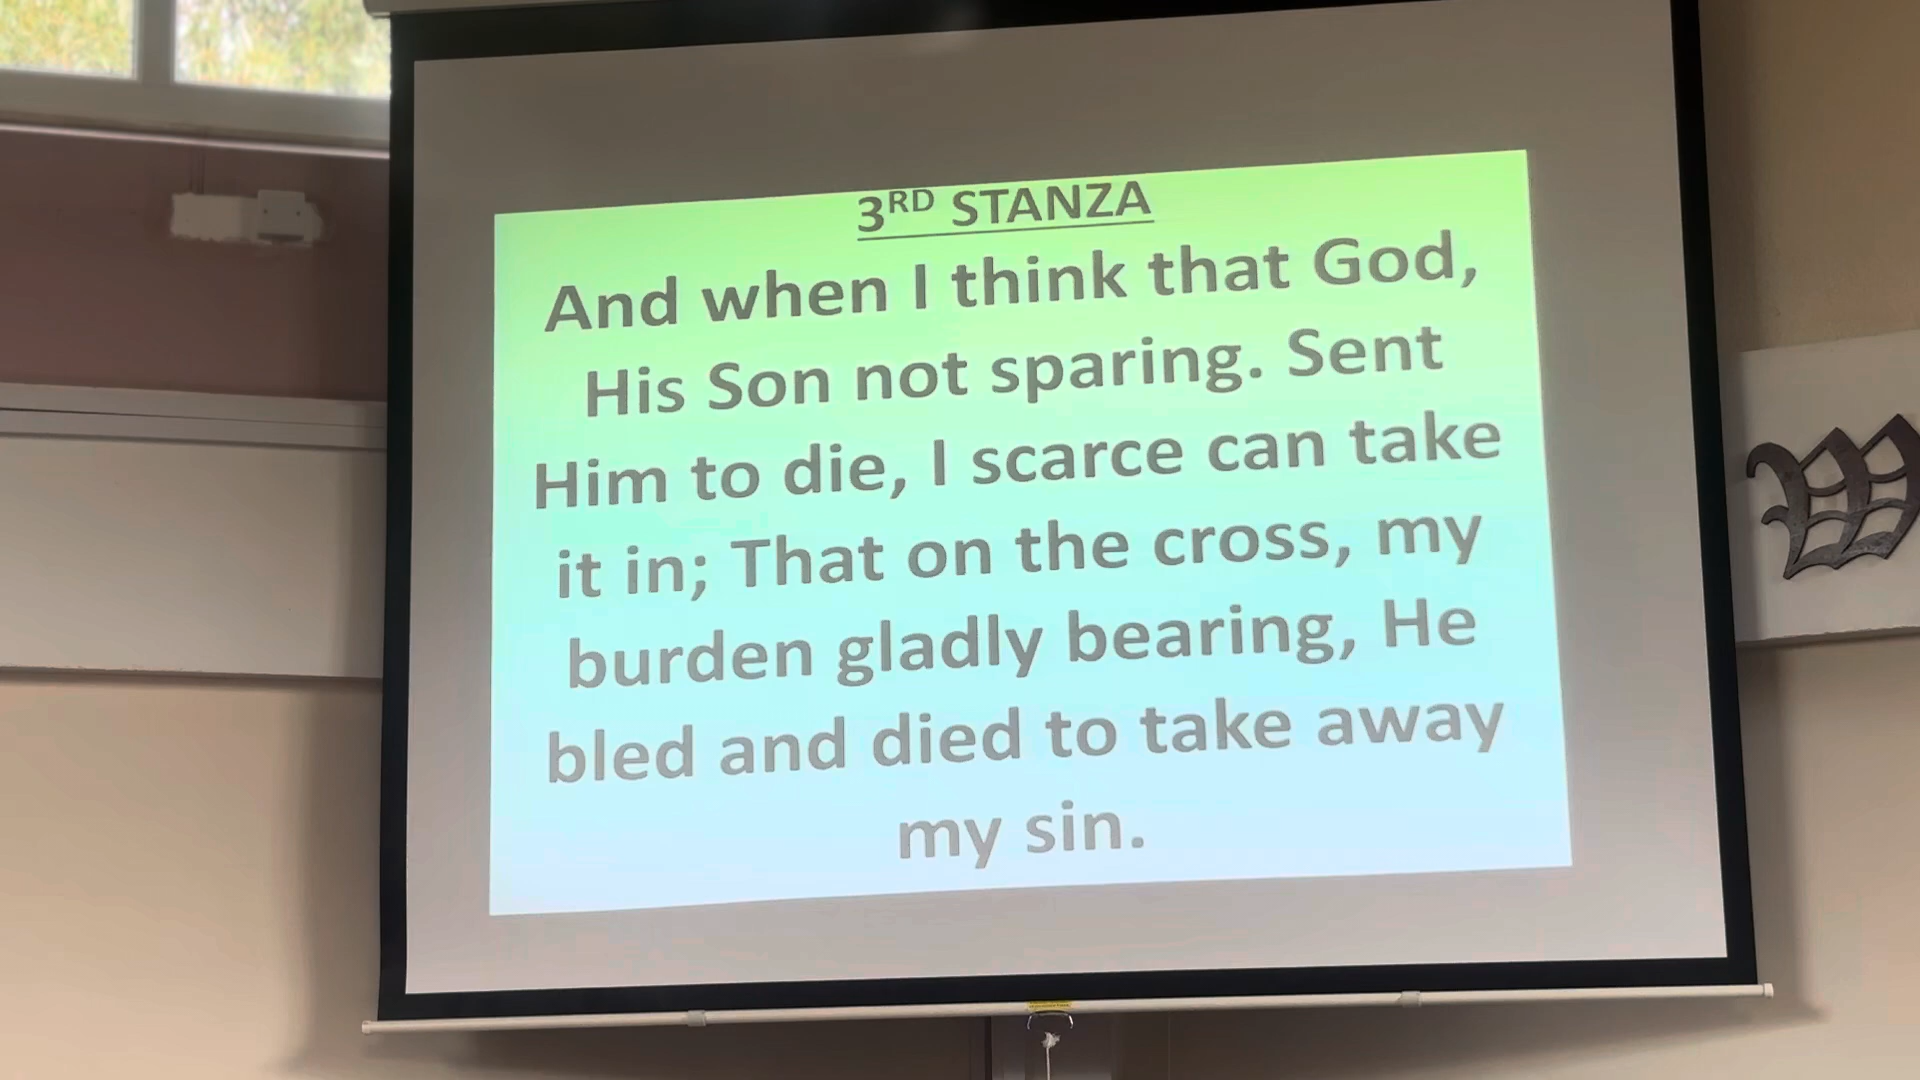 3RD STANZA
And when I think that God,
His Son not sparing. Sent
Him to die, I scarce can take
it in; That on the cross, my
burden gladly bearing, He
bled and died to take away
my sin.
W